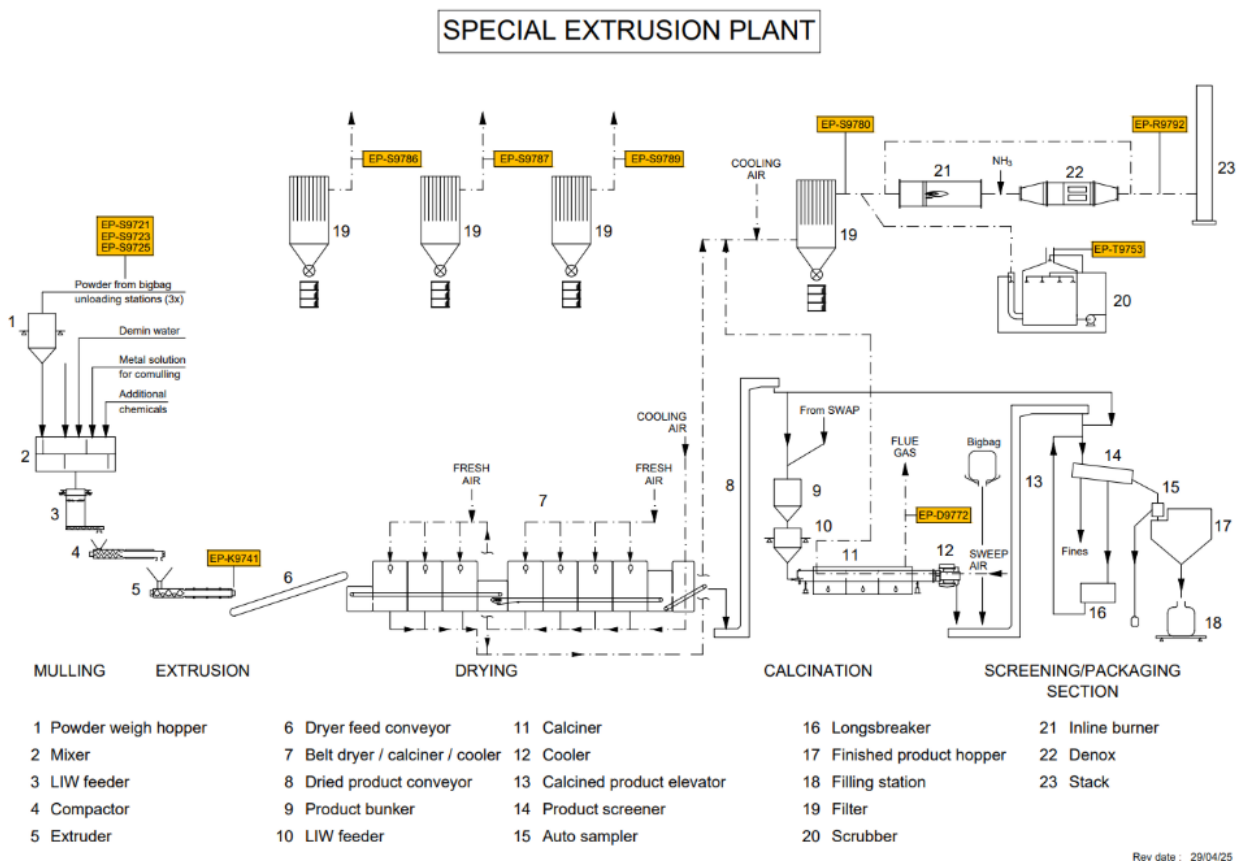 SPECIAL EXTRUSION PLANT
EP-S9786
EP-S9787
EP-S9789
EP-S9780
EP-R9792
COOLING
AIR
21
NH₃
22
23
19
19
19
19
EP-S9721
EP-S9723
EP-S9725
EP-T9753
20
Powder from bigbag
unloading stations (3x)
1
Demin water
Metal solution
for comulling
Additional
chemicals
2
3
4
5
EP-K9741
6
FRESH
AIR
7
FRESH
AIR
COOLING
AIR
8
From SWAP
9
10
11
FLUE
GAS
EP-D9772
12
Bigbag
SWEEP
AIR
13
14
15
Fines
16
17
18
MULLING
EXTRUSION
DRYING
CALCINATION
SCREENING/PACKAGING
SECTION
1 Powder weigh hopper
2 Mixer
3 LIW feeder
4 Compactor
5 Extruder
6 Dryer feed conveyor
7 Belt dryer / calciner / cooler
8 Dried product conveyor
9 Product bunker
10 LIW feeder
11 Calciner
12 Cooler
13 Calcined product elevator
14 Product screener
15 Auto sampler
16 Longsbreaker
17 Finished product hopper
18 Filling station
19 Filter
20 Scrubber
21 Inline burner
22 Denox
23 Stack
Rev date : 29/04/25